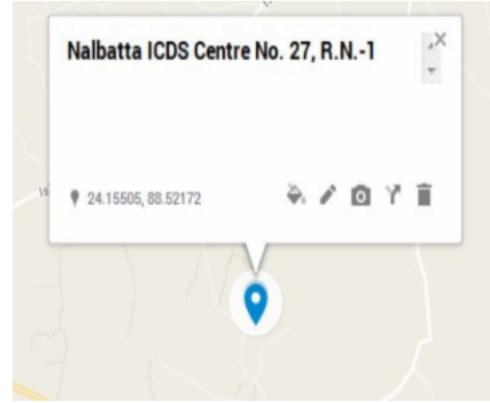 Nalbatta ICDS Centre No. 27, R.N.-1
24.15505, 88.52172